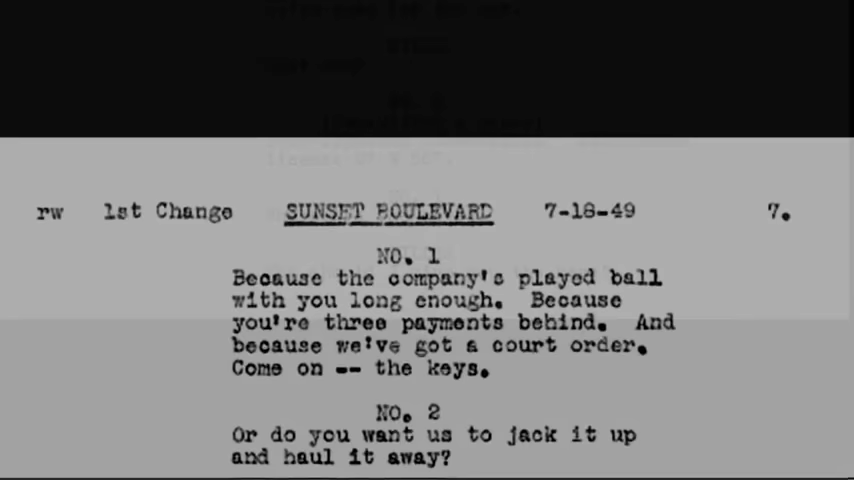 rw 1st Change SUNSET BOULEVARD 7-18-49 7.
NO. 1
Because the company's played ball
with you long enough. Because
you're three payments behind. And
because we've got a court order.
Come on -- the keys.
NO. 2
Or do you want us to jack it up
and haul it away?